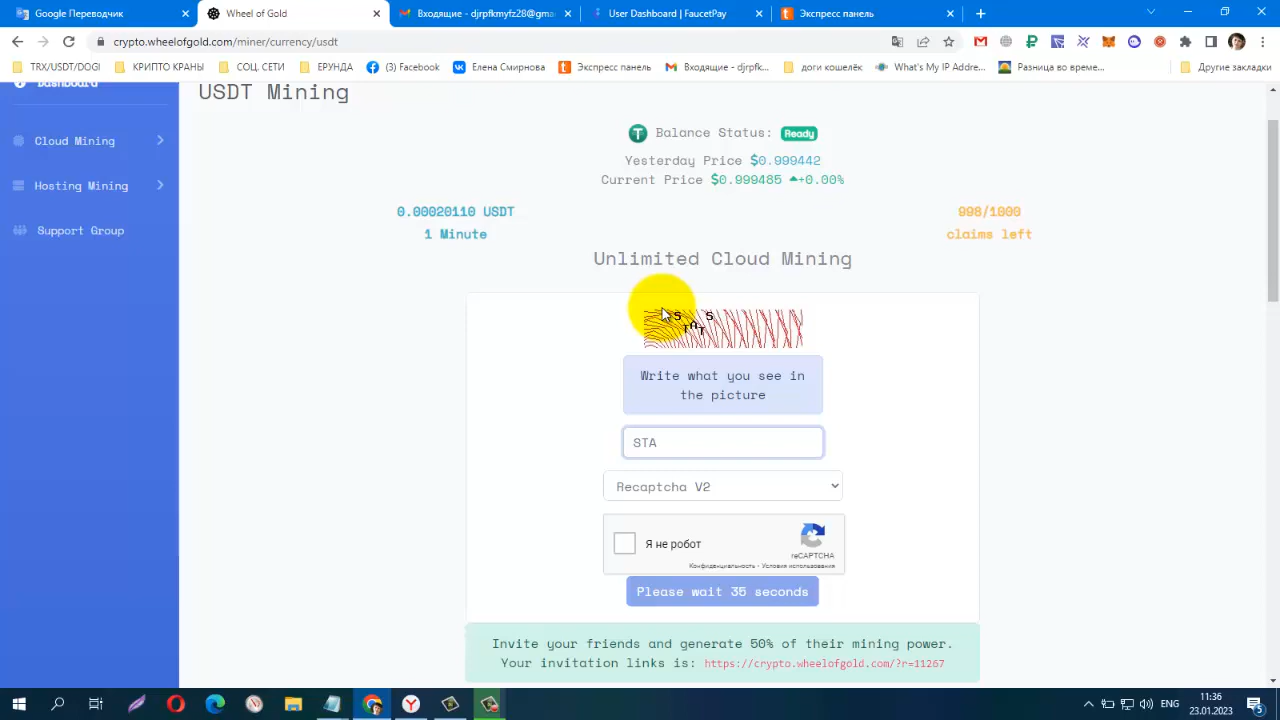 Google Переводчик
Wheel of Gold
Входящие - djrpfkmyfz28@gma
User Dashboard | FaucetPay
Экспресс панель
crypto.wheelofgold.com/miner/currency/usdt
TRX/USDT/DOGI
КРИПТО КРАНЫ
СОЦ. СЕТИ
ЕРУНДА
(3) Facebook
Елена Смирнова
Экспресс панель
Входящие - djrpfk...
доги кошелёк
What's My IP Addre...
Разница во време...
Другие закладки
Dashboard
USDT Mining
Cloud Mining
Hosting Mining
Support Group
Balance Status: Ready
Yesterday Price $0.999442
Current Price $0.999485 +0.00%
0.00020110 USDT
1 Minute
998/1000
claims left
Unlimited Cloud Mining
STATS
Write what you see in
the picture
STA
Recaptcha V2
Я не робот
reCAPTCHA
Конфиденциальность - Условия использования
Please wait 35 seconds
Invite your friends and generate 50% of their mining power.
Your invitation links is: https://crypto.wheelofgold.com/?r=11267
ENG
11:36
23.01.2023